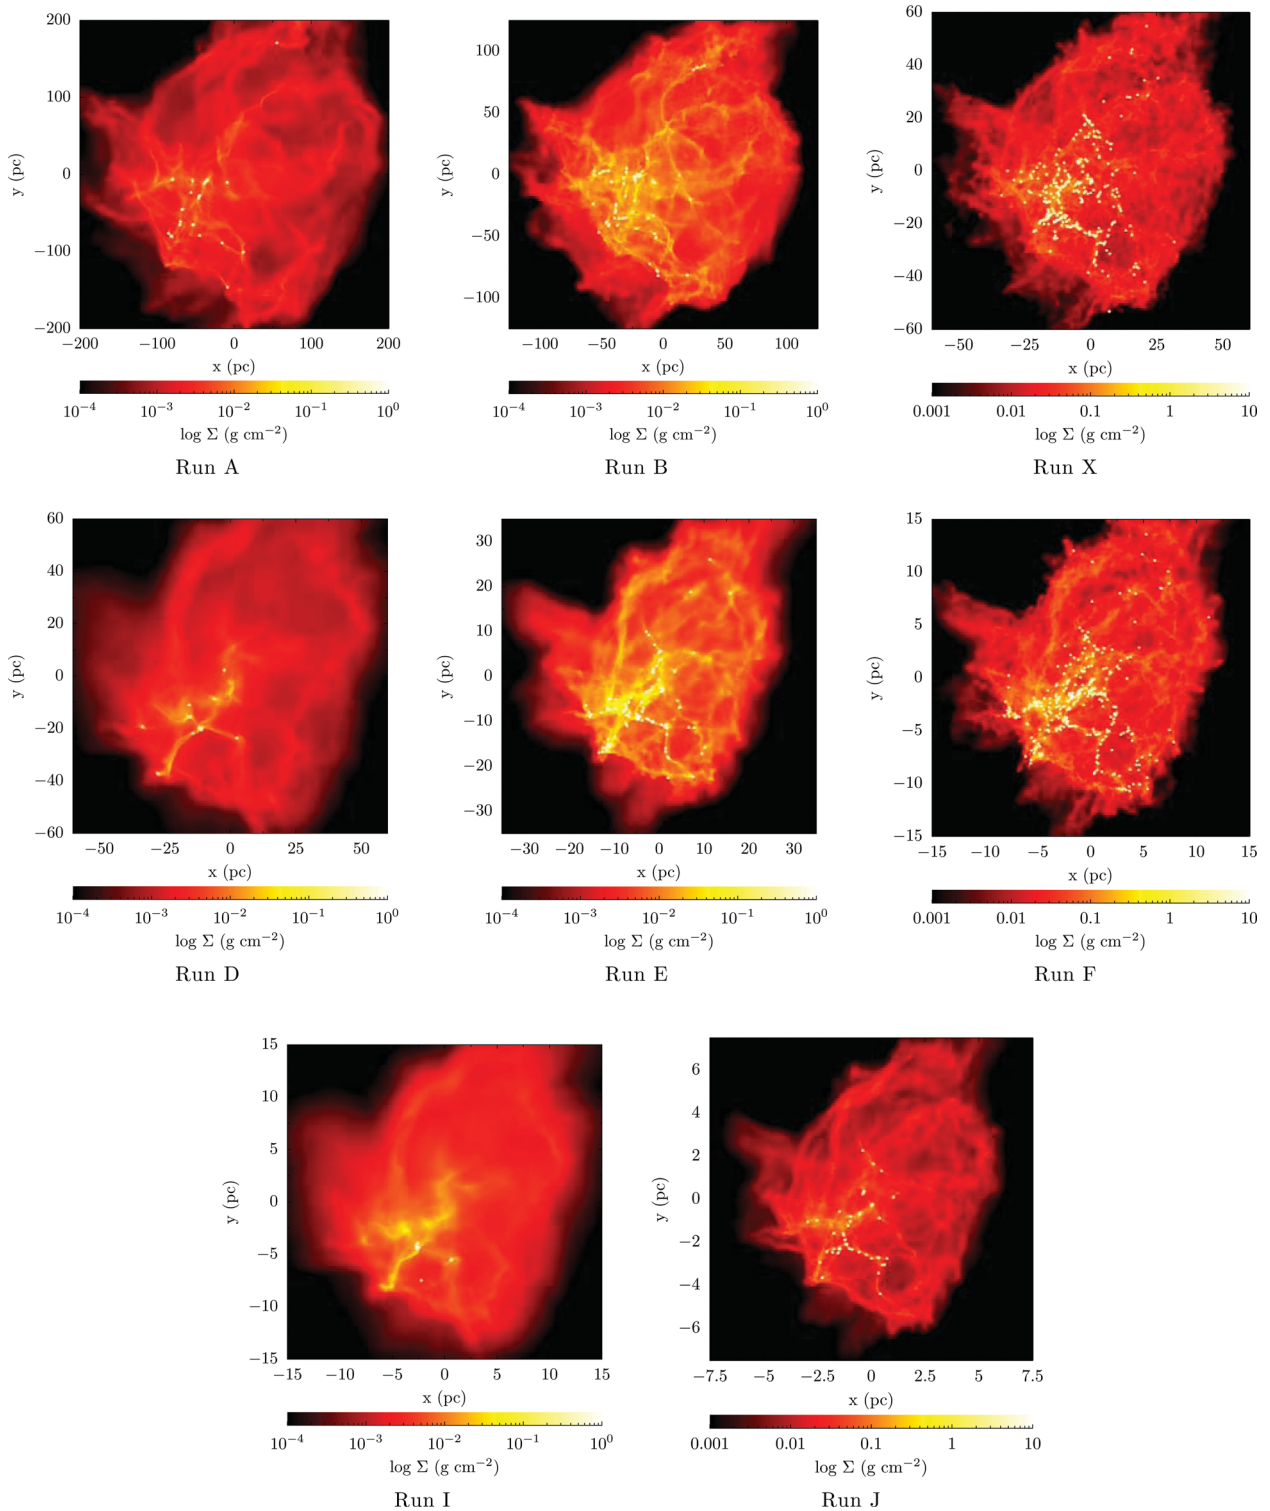 200
100
0
−100
−200
y (pc)
−200 −100 0 100 200
x (pc)
10⁻⁴ 10⁻³ 10⁻² 10⁻¹ 10⁰
log Σ (g cm⁻²)
Run A
100
50
0
−50
−100
y (pc)
−100 −50 0 50 100
x (pc)
10⁻⁴ 10⁻³ 10⁻² 10⁻¹ 10⁰
log Σ (g cm⁻²)
Run B
60
40
20
0
−20
−40
−60
y (pc)
−50 −25 0 25 50
x (pc)
0.001 0.01 0.1 1 10
log Σ (g cm⁻²)
Run X
60
40
20
0
−20
−40
−60
y (pc)
−50 −25 0 25 50
x (pc)
10⁻⁴ 10⁻³ 10⁻² 10⁻¹ 10⁰
log Σ (g cm⁻²)
Run D
30
20
10
0
−10
−20
−30
y (pc)
−30 −20 −10 0 10 20 30
x (pc)
10⁻⁴ 10⁻³ 10⁻² 10⁻¹ 10⁰
log Σ (g cm⁻²)
Run E
15
10
5
0
−5
−10
−15
y (pc)
−15 −10 −5 0 5 10 15
x (pc)
0.001 0.01 0.1 1 10
log Σ (g cm⁻²)
Run F
15
10
5
0
−5
−10
−15
y (pc)
−15 −10 −5 0 5 10 15
x (pc)
10⁻⁴ 10⁻³ 10⁻² 10⁻¹ 10⁰
log Σ (g cm⁻²)
Run I
6
4
2
0
−2
−4
−6
y (pc)
−7.5 −5 −2.5 0 2.5 5 7.5
x (pc)
0.001 0.01 0.1 1 10
log Σ (g cm⁻²)
Run J